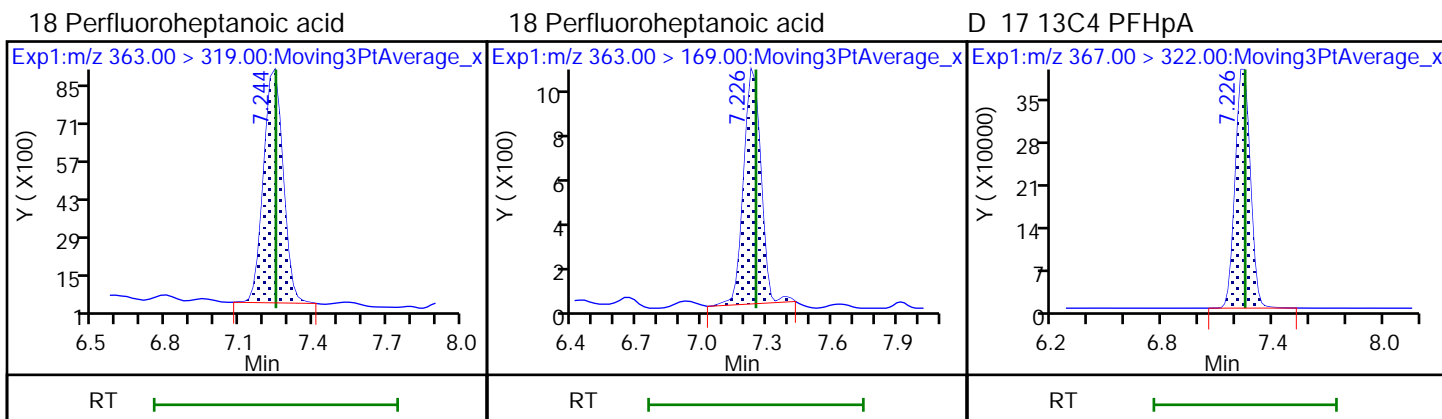 18 Perfluoroheptanoic acid
Exp1:m/z 363.00 > 319.00:Moving3PtAverage_x
7.244
Y ( X100)
85
71
57
43
29
15
1
6.5 6.8 7.1 7.4 7.7 8.0
Min
RT
18 Perfluoroheptanoic acid
Exp1:m/z 363.00 > 169.00:Moving3PtAverage_x
7.226
Y ( X100)
10
8
6
4
2
0
6.4 6.7 7.0 7.3 7.6 7.9
Min
RT
D 17 13C4 PFHpA
Exp1:m/z 367.00 > 322.00:Moving3PtAverage_x
7.226
Y ( X10000)
35
28
21
14
7
0
6.2 6.8 7.4 8.0
Min
RT